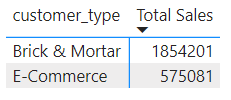 customer_type Total Sales
Brick & Mortar 1854201
E-Commerce 575081